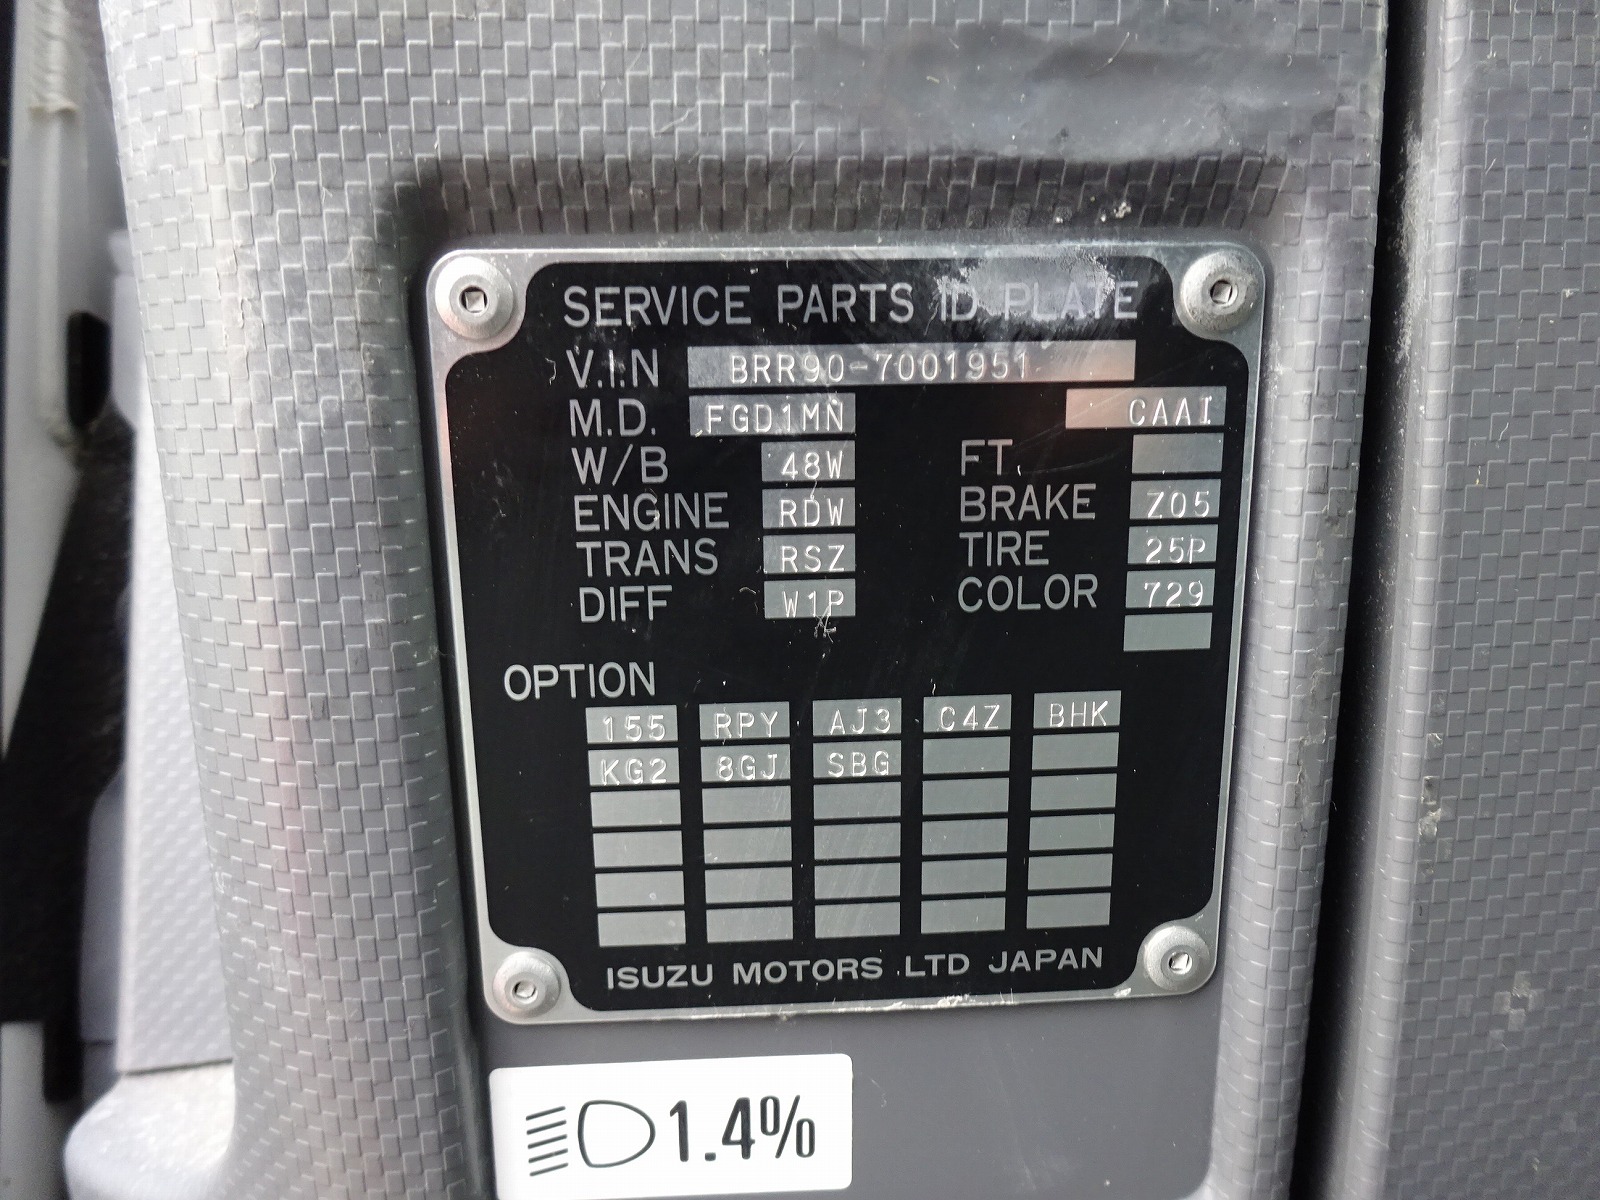 SERVICE PARTS ID PLATE
V.I.N BRR90-7001951
M.D. FGD1MN CAAI
W/B 48W FT,
ENGINE RDW BRAKE Z05
TRANS RSZ TIRE 25P
DIFF W1P COLOR 729
OPTION
155 RPY AJ3 C4Z BHK
KG2 8GJ SBG
ISUZU MOTORS LTD JAPAN
1.4%